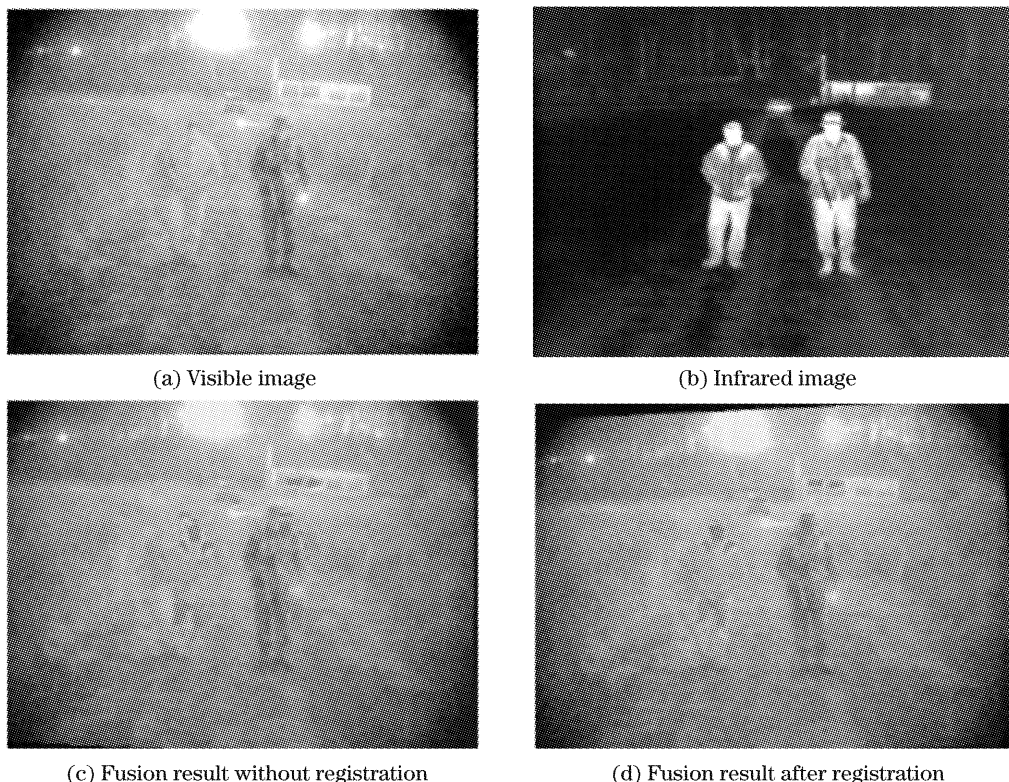 (a) Visible image
(b) Infrared image
(c) Fusion result without registration
(d) Fusion result after registration